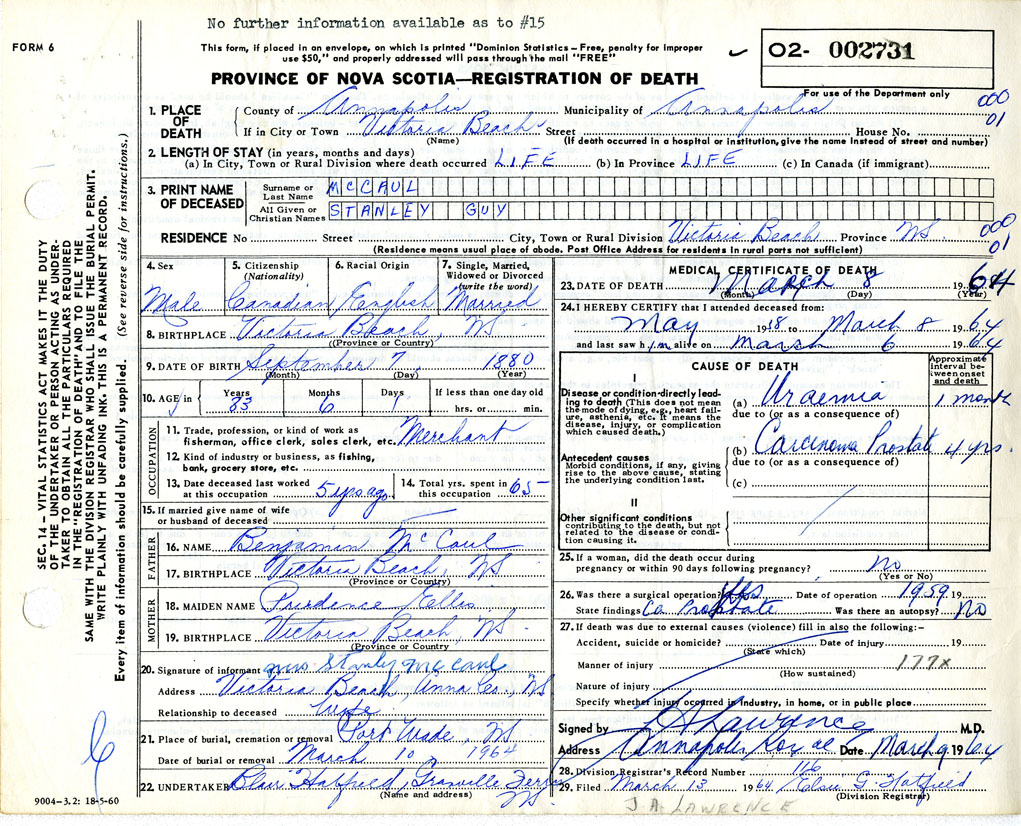 No further information available as to #15
FORM 6
This form, if placed in an envelope, on which is printed "Dominion Statistics – Free, penalty for improper
use $50," and properly addressed will pass through the mail "FREE"
O2- 002731
For use of the Department only
PROVINCE OF NOVA SCOTIA—REGISTRATION OF DEATH
000
01
1. PLACE OF DEATH County of Annapolis Municipality of Annapolis
If in City or Town Victoria Beach Street House No.
(Name) (If death occurred in a hospital or institution, give the name instead of street and number)
2. LENGTH OF STAY (in years, months and days)
(a) In City, Town or Rural Division where death occurred LIFE (b) In Province LIFE (c) In Canada (if immigrant)
3. PRINT NAME OF DECEASED
Surname or Last Name McCAUL
All Given or Christian Names STANLEY GUY
RESIDENCE No Street City, Town or Rural Division Victoria Beach Province NS
000
01
(Residence means usual place of abode. Post Office Address for residents in rural parts not sufficient)
4. Sex Male
5. Citizenship (Nationality) Canadian
6. Racial Origin English
7. Single, Married, Widowed or Divorced (write the word) Married
8. BIRTHPLACE Victoria Beach, NS
(Province or Country)
9. DATE OF BIRTH September 7 1880
(Month) (Day) (Year)
10. AGE in Years 83 Months 6 Days 1 If less than one day old hrs. or min.
OCCUPATION
11. Trade, profession, or kind of work as fisherman, office clerk, sales clerk, etc. Merchant
12. Kind of industry or business, as fishing, bank, grocery store, etc.
13. Date deceased last worked at this occupation 5 yrs ago
14. Total yrs. spent in this occupation 65
15. If married give name of wife or husband of deceased
FATHER
16. NAME Benjamin McCaul
17. BIRTHPLACE Victoria Beach, NS
(Province or Country)
MOTHER
18. MAIDEN NAME Prudence Ellis
19. BIRTHPLACE Victoria Beach, NS
(Province or Country
20. Signature of informant Mrs Stanley McCaul
Address Victoria Beach, Anna Co., NS
Relationship to deceased Wife
21. Place of burial, cremation or removal Port Wade, NS
Date of burial or removal March 10 1964
22. UNDERTAKER Blair Hatfield, Granville Ferry
NS
(Name and address)
9004-3.2: 18-5-60
SEC. 14 – VITAL STATISTICS ACT MAKES IT THE DUTY
OF THE UNDERTAKER OR PERSON ACTING AS UNDER-
TAKER TO OBTAIN ALL THE PARTICULARS REQUIRED
IN THE "REGISTRATION OF DEATH" AND TO FILE THE
SAME WITH THE DIVISION REGISTRAR WHO SHALL ISSUE THE BURIAL PERMIT.
WRITE PLAINLY WITH UNFADING INK. THIS IS A PERMANENT RECORD.
Every item of information should be carefully supplied. (See reverse side for instructions.)
MEDICAL CERTIFICATE OF DEATH
23. DATE OF DEATH March 8 1964
(Month) (Day) (Year)
24. I HEREBY CERTIFY that I attended deceased from:
May 1918 to March 8 1964
and last saw him alive on March 6 1964
CAUSE OF DEATH
Approximate interval between onset and death
I
Disease or condition directly leading to death (This does not mean the mode of dying, e.g., heart failure, asthenia, etc. It means the disease, injury, or complication which caused death.)
(a) Uraemia 1 month
due to (or as a consequence of)
Antecedent causes
Morbid conditions, if any, giving rise to the above cause, stating the underlying condition last.
(b) Carcinoma Prostate 4 yrs.
due to (or as a consequence of)
(c)
II
Other significant conditions
contributing to the death, but not related to the disease or condition causing it.
25. If a woman, did the death occur during pregnancy or within 90 days following pregnancy? No
(Yes or No)
26. Was there a surgical operation? Yes Date of operation 1959 19
State findings Ca Prostate Was there an autopsy? No
27. If death was due to external causes (violence) fill in also the following:-
Accident, suicide or homicide? Date of injury 19
(State which)
Manner of injury 177x
(How sustained)
Nature of injury
Specify whether injury occurred in industry, in home, or in public place
Signed by J A Lawrence M.D.
Address Annapolis Royal Date March 9 1964
28. Division Registrar's Record Number 116
29. Filed March 13 1964 Elsie G. Hatfield
(Division Registrar)
J. A. LAWRENCE